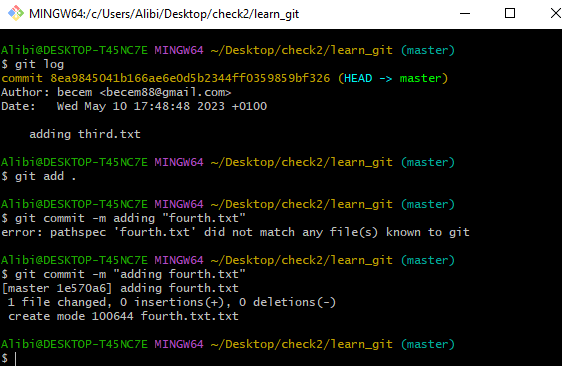 MINGW64:/c/Users/Alibi/Desktop/check2/learn_git
Alibi@DESKTOP-T45NC7E MINGW64 ~/Desktop/check2/learn_git (master)
$ git log
commit 8ea9845041b166ae6e0d5b2344ff0359859bf326 (HEAD -> master)
Author: becem <becem88@gmail.com>
Date:   Wed May 10 17:48:48 2023 +0100
    adding third.txt
Alibi@DESKTOP-T45NC7E MINGW64 ~/Desktop/check2/learn_git (master)
$ git add .
Alibi@DESKTOP-T45NC7E MINGW64 ~/Desktop/check2/learn_git (master)
$ git commit -m adding "fourth.txt"
error: pathspec 'fourth.txt' did not match any file(s) known to git
Alibi@DESKTOP-T45NC7E MINGW64 ~/Desktop/check2/learn_git (master)
$ git commit -m "adding fourth.txt"
[master 1e570a6] adding fourth.txt
 1 file changed, 0 insertions(+), 0 deletions(-)
 create mode 100644 fourth.txt.txt
Alibi@DESKTOP-T45NC7E MINGW64 ~/Desktop/check2/learn_git (master)
$